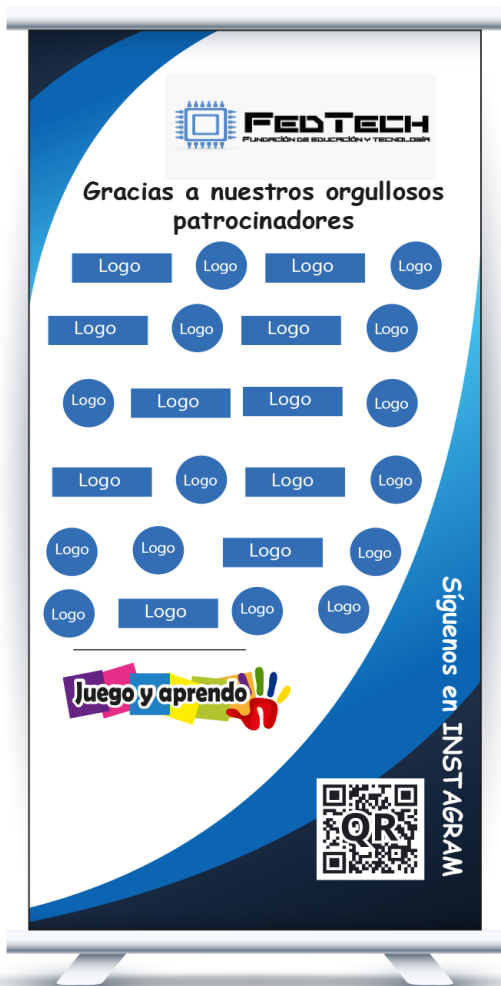 FEDTECH
FUNDACIÓN DE EDUCACIÓN Y TECNOLOGÍA
Gracias a nuestros orgullosos
patrocinadores
Logo Logo Logo Logo
Logo Logo Logo Logo
Logo Logo Logo Logo
Logo Logo Logo Logo
Logo Logo Logo Logo
Logo Logo Logo Logo
Juego y aprendo
Síguenos en INSTAGRAM
QR